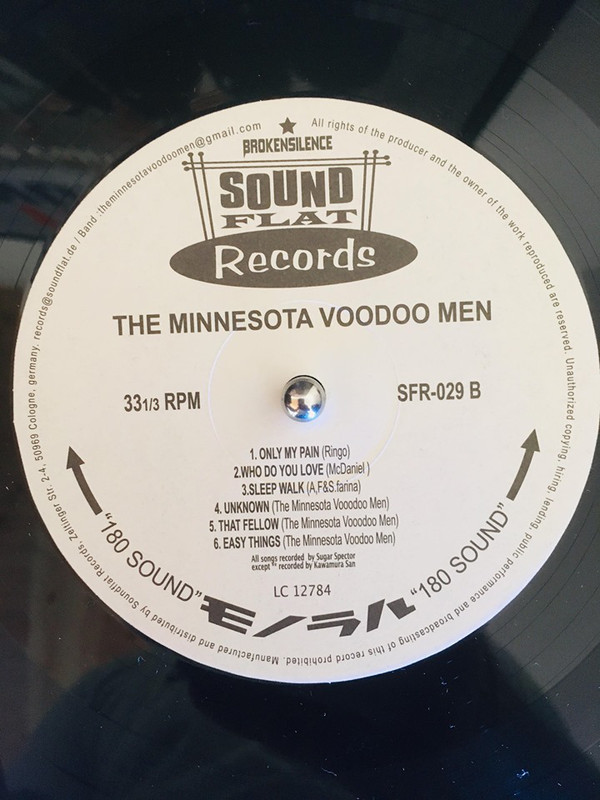 BROKENSILENCE
SOUND
FLAT
Records
THE MINNESOTA VOODOO MEN
33 1/3 RPM
SFR-029 B
1. ONLY MY PAIN (Ringo)
2.WHO DO YOU LOVE (McDaniel )
3.SLEEP WALK (A,F&S.farina)
4. UNKNOWN (The Minnesota Vooodoo Men)
5. THAT FELLOW (The Minnesota Vooodoo Men)
6. EASY THINGS (The Minnesota Voodoo Men)
All songs recorded by Sugar Spector
except "" recorded by Kawamura San
LC 12784
"180 SOUND" モノラル "180 SOUND"
Manufactured and distributed by Soundflat Records. Zeltinger Str. 2-4, 50969 Cologne, germany. records@soundflat.de / Band :theminnesotavoodoomen@gmail.com
All rights of the producer and the owner of the work reproduced are reserved. Unauthorized copying, hiring, lending, public performance and broadcasting of this record prohibited.